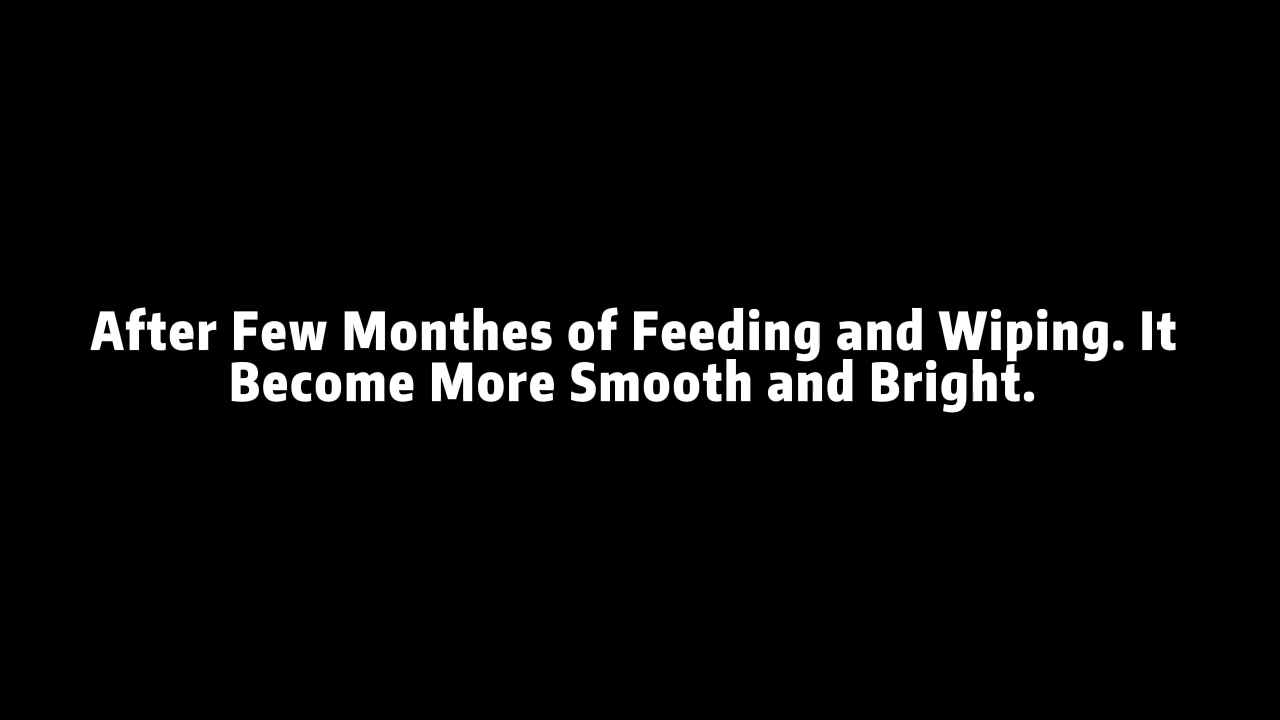 After Few Monthes of Feeding and Wiping. It
Become More Smooth and Bright.